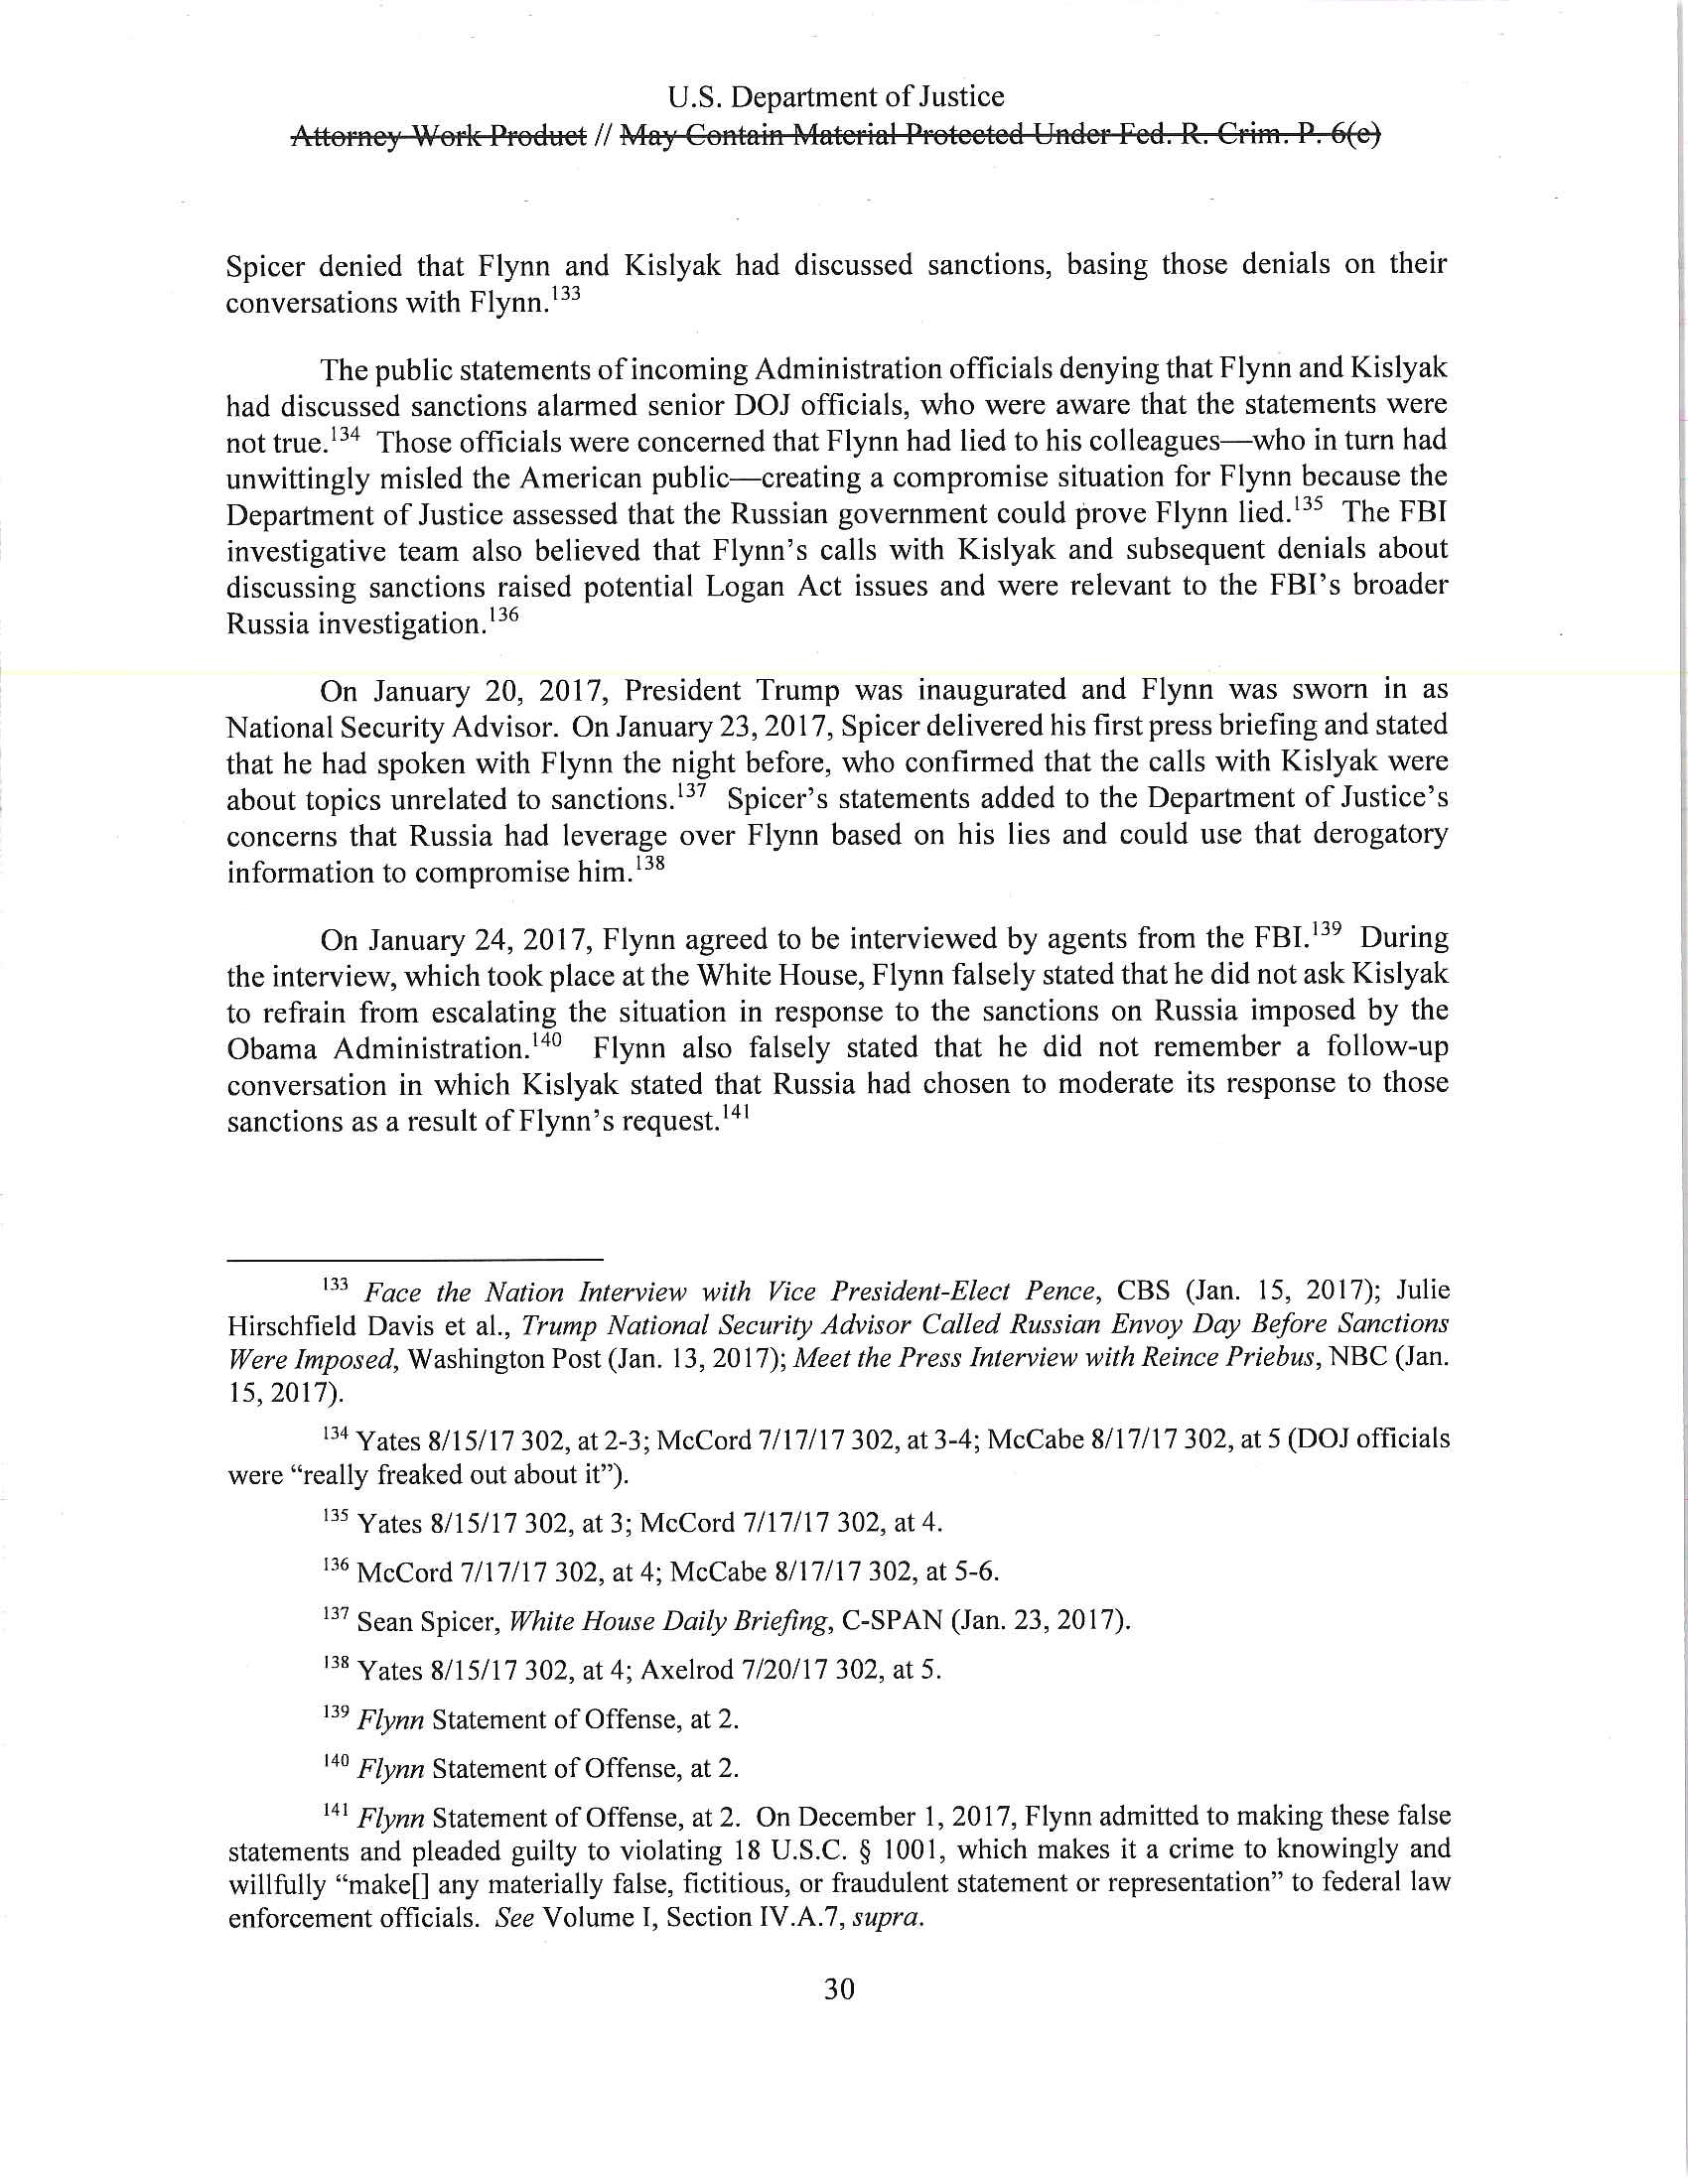 U.S. Department of Justice
Attorney Work Product // May Contain Material Protected Under Fed. R. Crim. P. 6(e)
Spicer denied that Flynn and Kislyak had discussed sanctions, basing those denials on their
conversations with Flynn.133
The public statements of incoming Administration officials denying that Flynn and Kislyak
had discussed sanctions alarmed senior DOJ officials, who were aware that the statements were
not true.134 Those officials were concerned that Flynn had lied to his colleagues—who in turn had
unwittingly misled the American public—creating a compromise situation for Flynn because the
Department of Justice assessed that the Russian government could prove Flynn lied.135 The FBI
investigative team also believed that Flynn's calls with Kislyak and subsequent denials about
discussing sanctions raised potential Logan Act issues and were relevant to the FBI's broader
Russia investigation.136
On January 20, 2017, President Trump was inaugurated and Flynn was sworn in as
National Security Advisor. On January 23, 2017, Spicer delivered his first press briefing and stated
that he had spoken with Flynn the night before, who confirmed that the calls with Kislyak were
about topics unrelated to sanctions.137 Spicer's statements added to the Department of Justice's
concerns that Russia had leverage over Flynn based on his lies and could use that derogatory
information to compromise him.138
On January 24, 2017, Flynn agreed to be interviewed by agents from the FBI.139 During
the interview, which took place at the White House, Flynn falsely stated that he did not ask Kislyak
to refrain from escalating the situation in response to the sanctions on Russia imposed by the
Obama Administration.140 Flynn also falsely stated that he did not remember a follow-up
conversation in which Kislyak stated that Russia had chosen to moderate its response to those
sanctions as a result of Flynn's request.141
133 Face the Nation Interview with Vice President-Elect Pence, CBS (Jan. 15, 2017); Julie
Hirschfield Davis et al., Trump National Security Advisor Called Russian Envoy Day Before Sanctions
Were Imposed, Washington Post (Jan. 13, 2017); Meet the Press Interview with Reince Priebus, NBC (Jan.
15, 2017).
134 Yates 8/15/17 302, at 2-3; McCord 7/17/17 302, at 3-4; McCabe 8/17/17 302, at 5 (DOJ officials
were "really freaked out about it").
135 Yates 8/15/17 302, at 3; McCord 7/17/17 302, at 4.
136 McCord 7/17/17 302, at 4; McCabe 8/17/17 302, at 5-6.
137 Sean Spicer, White House Daily Briefing, C-SPAN (Jan. 23, 2017).
138 Yates 8/15/17 302, at 4; Axelrod 7/20/17 302, at 5.
139 Flynn Statement of Offense, at 2.
140 Flynn Statement of Offense, at 2.
141 Flynn Statement of Offense, at 2. On December 1, 2017, Flynn admitted to making these false
statements and pleaded guilty to violating 18 U.S.C. § 1001, which makes it a crime to knowingly and
willfully "make[] any materially false, fictitious, or fraudulent statement or representation" to federal law
enforcement officials. See Volume I, Section IV.A.7, supra.
30